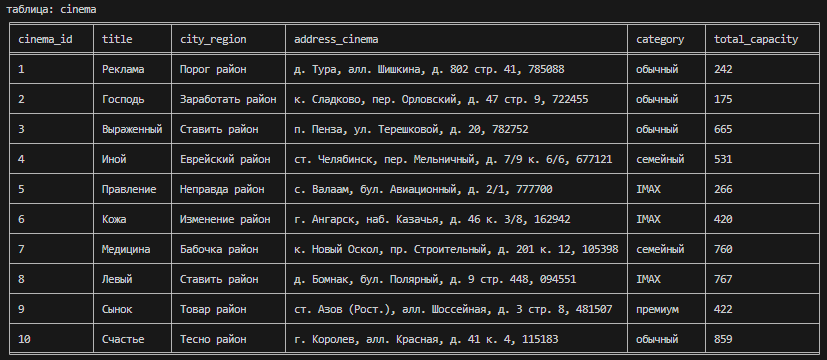 таблица: cinema
cinema_id title city_region address_cinema category total_capacity
1 Реклама Порог район д. Тура, алл. Шишкина, д. 802 стр. 41, 785088 обычный 242
2 Господь Заработать район к. Сладково, пер. Орловский, д. 47 стр. 9, 722455 обычный 175
3 Выраженный Ставить район п. Пенза, ул. Терешковой, д. 20, 782752 обычный 665
4 Иной Еврейский район ст. Челябинск, пер. Мельничный, д. 7/9 к. 6/6, 677121 семейный 531
5 Правление Неправда район с. Валаам, бул. Авиационный, д. 2/1, 777700 IMAX 266
6 Кожа Изменение район г. Ангарск, наб. Казачья, д. 46 к. 3/8, 162942 IMAX 420
7 Медицина Бабочка район к. Новый Оскол, пр. Строительный, д. 201 к. 12, 105398 семейный 760
8 Левый Ставить район д. Бомнак, бул. Полярный, д. 9 стр. 448, 094551 IMAX 767
9 Сынок Товар район ст. Азов (Рост.), алл. Шоссейная, д. 3 стр. 8, 481507 премиум 422
10 Счастье Тесно район г. Королев, алл. Красная, д. 41 к. 4, 115183 обычный 859